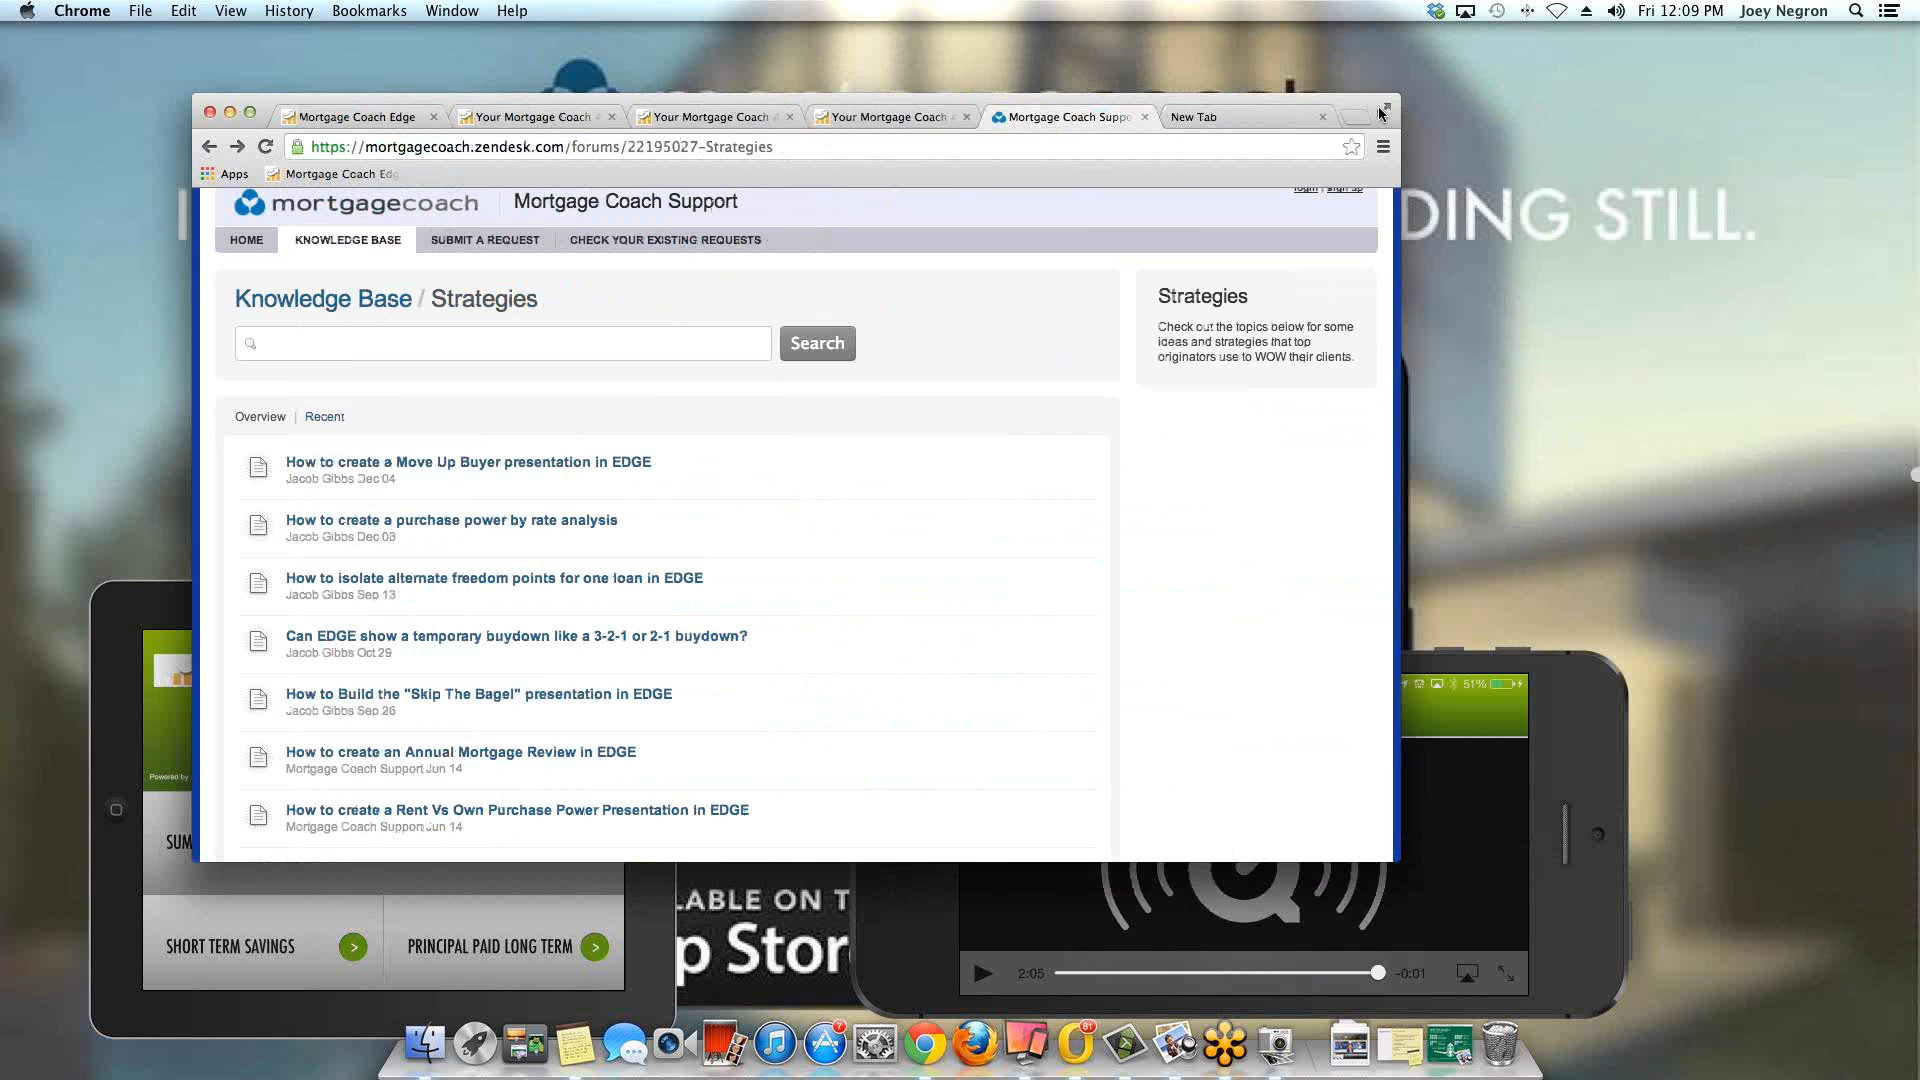 Chrome File Edit View History Bookmarks Window Help
Fri 12:09 PM Joey Negron
DING STILL.
Mortgage Coach Edge
Your Mortgage Coach
Your Mortgage Coach
Your Mortgage Coach
Mortgage Coach Suppo
New Tab
https://mortgagecoach.zendesk.com/forums/22195027-Strategies
Apps
Mortgage Coach Edg
login
sign up
mortgagecoach
Mortgage Coach Support
HOME
KNOWLEDGE BASE
SUBMIT A REQUEST
CHECK YOUR EXISTING REQUESTS
Knowledge Base / Strategies
Search
Strategies
Check out the topics below for some
ideas and strategies that top
originators use to WOW their clients.
Overview | Recent
How to create a Move Up Buyer presentation in EDGE
Jacob Gibbs Dec 04
How to create a purchase power by rate analysis
Jacob Gibbs Dec 03
How to isolate alternate freedom points for one loan in EDGE
Jacob Gibbs Sep 13
Can EDGE show a temporary buydown like a 3-2-1 or 2-1 buydown?
Jacob Gibbs Oct 29
How to Build the "Skip The Bagel" presentation in EDGE
Jacob Gibbs Sep 26
How to create an Annual Mortgage Review in EDGE
Mortgage Coach Support Jun 14
How to create a Rent Vs Own Purchase Power Presentation in EDGE
Mortgage Coach Support Jun 14
51%
Powered by
SUM
SHORT TERM SAVINGS
PRINCIPAL PAID LONG TERM
LABLE ON T
p Stor
2:05
-0:01
7
81